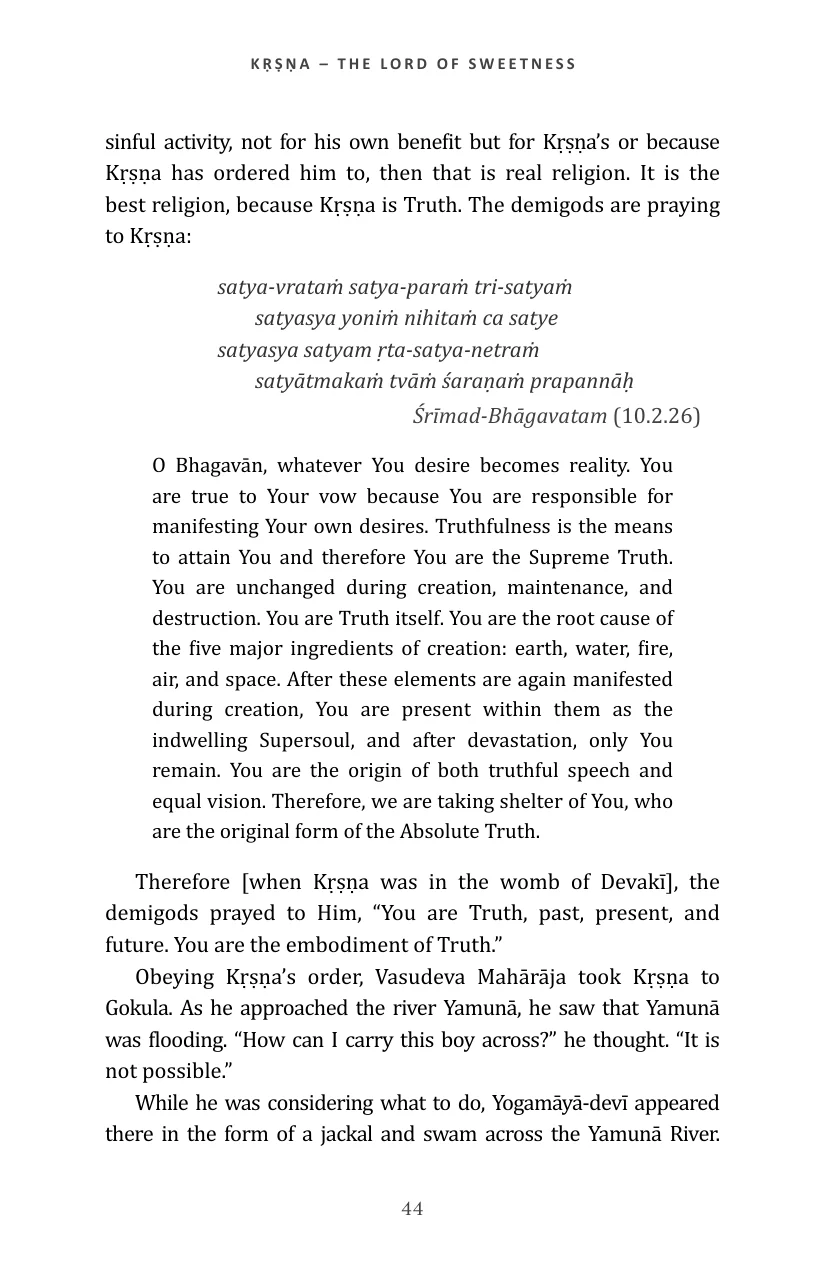 KṚṢṆA – THE LORD OF SWEETNESS
sinful activity, not for his own benefit but for Kṛṣṇa’s or because
Kṛṣṇa has ordered him to, then that is real religion. It is the
best religion, because Kṛṣṇa is Truth. The demigods are praying
to Kṛṣṇa:
satya-vrataṁ satya-paraṁ tri-satyaṁ
satyasya yoniṁ nihitaṁ ca satye
satyasya satyam ṛta-satya-netraṁ
satyātmakaṁ tvāṁ śaraṇaṁ prapannāḥ
Śrīmad-Bhāgavatam (10.2.26)
O Bhagavān, whatever You desire becomes reality. You
are true to Your vow because You are responsible for
manifesting Your own desires. Truthfulness is the means
to attain You and therefore You are the Supreme Truth.
You are unchanged during creation, maintenance, and
destruction. You are Truth itself. You are the root cause of
the five major ingredients of creation: earth, water, fire,
air, and space. After these elements are again manifested
during creation, You are present within them as the
indwelling Supersoul, and after devastation, only You
remain. You are the origin of both truthful speech and
equal vision. Therefore, we are taking shelter of You, who
are the original form of the Absolute Truth.
Therefore [when Kṛṣṇa was in the womb of Devakī], the
demigods prayed to Him, “You are Truth, past, present, and
future. You are the embodiment of Truth.”
Obeying Kṛṣṇa’s order, Vasudeva Mahārāja took Kṛṣṇa to
Gokula. As he approached the river Yamunā, he saw that Yamunā
was flooding. “How can I carry this boy across?” he thought. “It is
not possible.”
While he was considering what to do, Yogamāyā-devī appeared
there in the form of a jackal and swam across the Yamunā River.
44